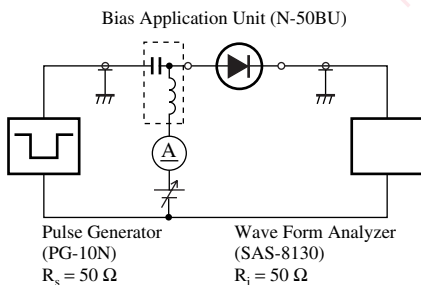 Bias Application Unit (N-50BU)
A
Pulse Generator
(PG-10N)
Rs = 50 Ω
Wave Form Analyzer
(SAS-8130)
Ri = 50 Ω